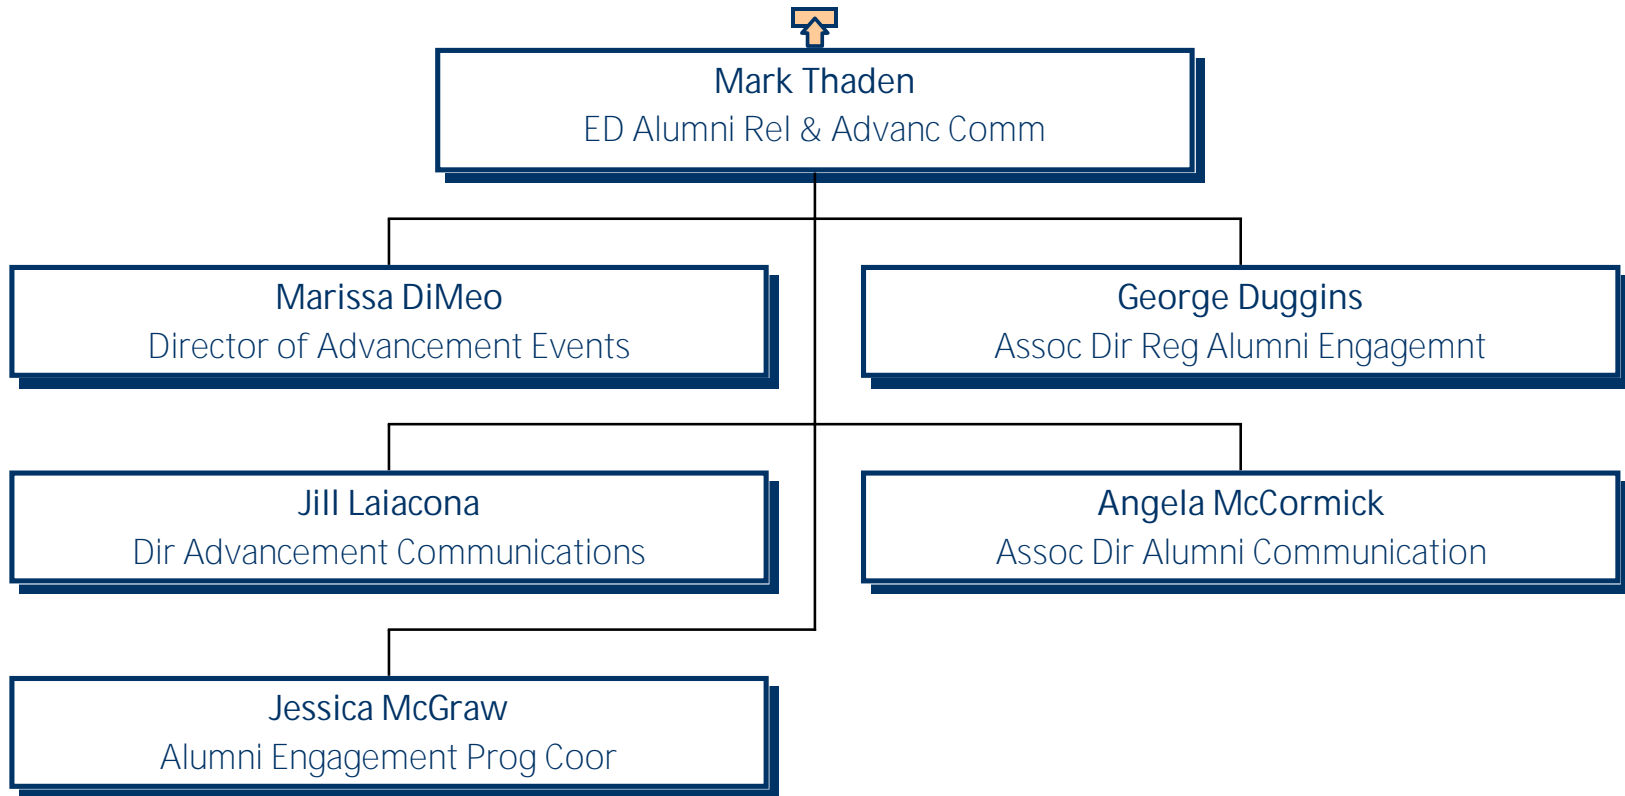 Mark Thaden
ED Alumni Rel & Advanc Comm
Marissa DiMeo
Director of Advancement Events
George Duggins
Assoc Dir Reg Alumni Engagemnt
Jill Laiacona
Dir Advancement Communications
Angela McCormick
Assoc Dir Alumni Communication
Jessica McGraw
Alumni Engagement Prog Coor